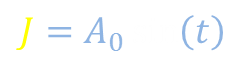 J = A₀ (t)